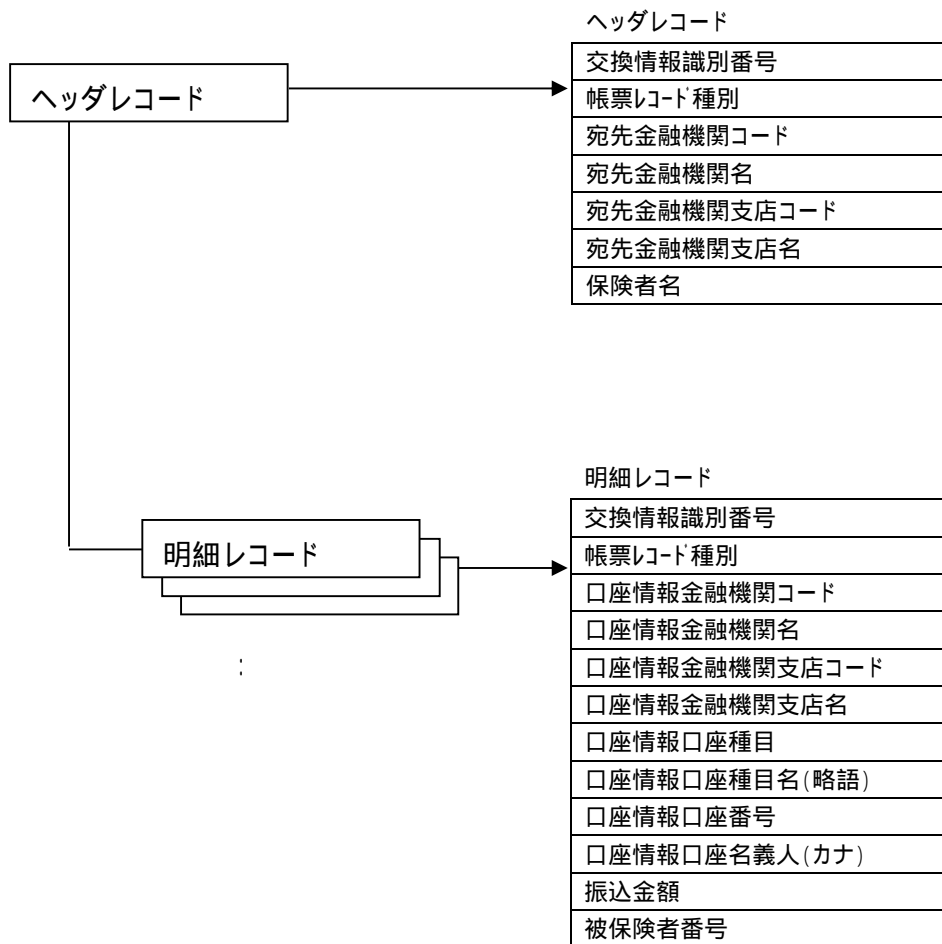 ヘッダレコード
ヘッダレコード
交換情報識別番号
帳票ﾚｺｰﾄﾞ種別
宛先金融機関コード
宛先金融機関名
宛先金融機関支店コード
宛先金融機関支店名
保険者名
明細レコード
明細レコード
:
交換情報識別番号
帳票ﾚｺｰﾄﾞ種別
口座情報金融機関コード
口座情報金融機関名
口座情報金融機関支店コード
口座情報金融機関支店名
口座情報口座種目
口座情報口座種目名(略語)
口座情報口座番号
口座情報口座名義人(カナ)
振込金額
被保険者番号